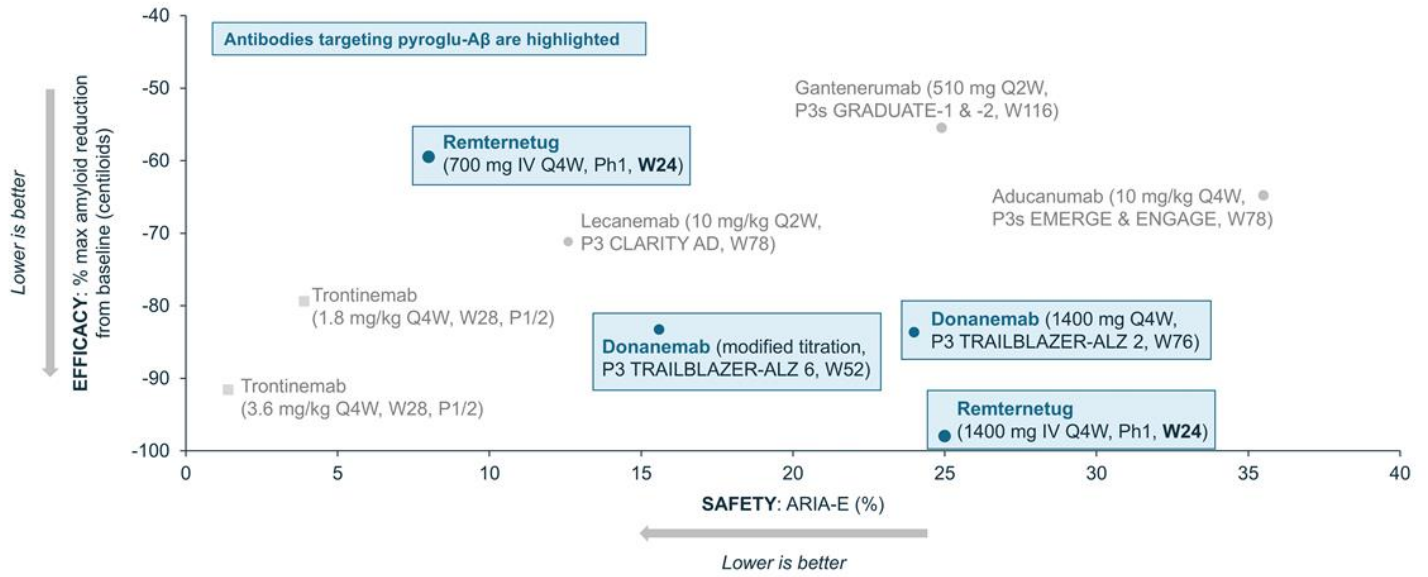 Antibodies targeting pyroglu-Aβ are highlighted
Lower is better
EFFICACY: % max amyloid reduction
from baseline (centiloids)
-40
-50
-60
-70
-80
-90
-100
Gantenerumab (510 mg Q2W,
P3s GRADUATE-1 & -2, W116)
Remternetug
(700 mg IV Q4W, Ph1, W24)
Aducanumab (10 mg/kg Q4W,
P3s EMERGE & ENGAGE, W78)
Lecanemab (10 mg/kg Q2W,
P3 CLARITY AD, W78)
Trontinemab
(1.8 mg/kg Q4W, W28, P1/2)
Donanemab (modified titration,
P3 TRAILBLAZER-ALZ 6, W52)
Donanemab (1400 mg Q4W,
P3 TRAILBLAZER-ALZ 2, W76)
Trontinemab
(3.6 mg/kg Q4W, W28, P1/2)
Remternetug
(1400 mg IV Q4W, Ph1, W24)
0 5 10 15 20 25 30 35 40
SAFETY: ARIA-E (%)
Lower is better